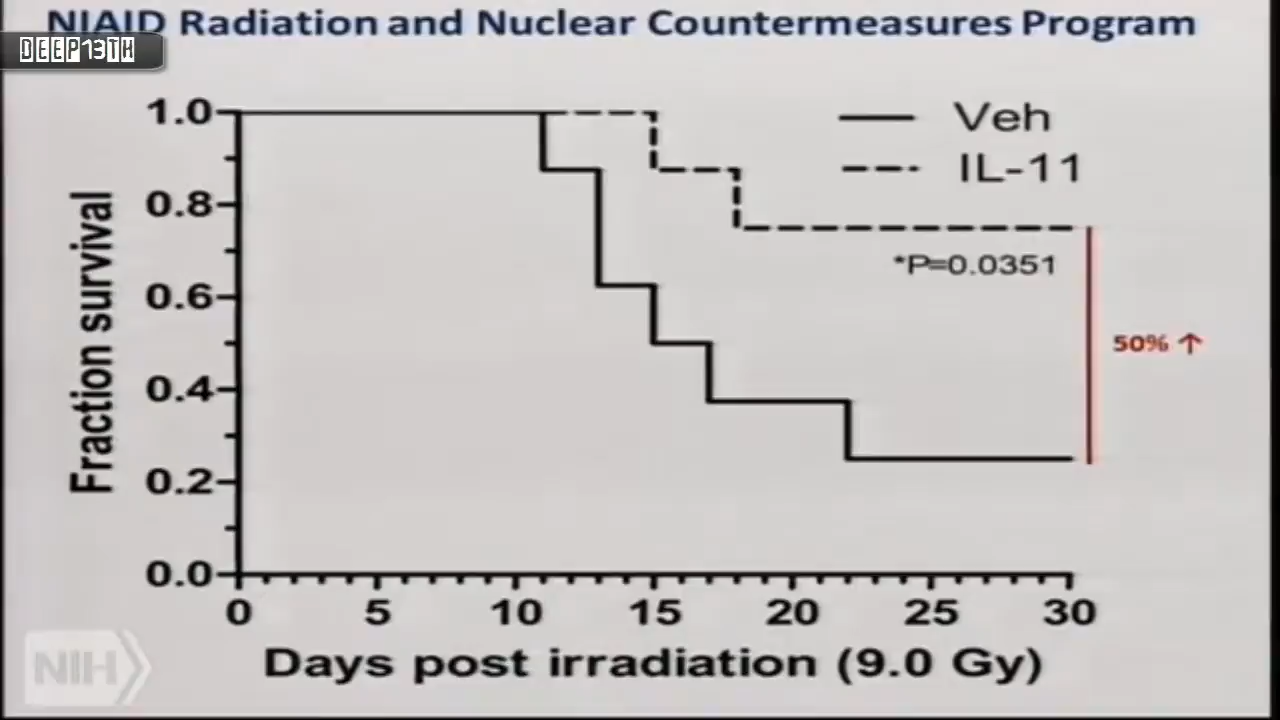 NIAID Radiation and Nuclear Countermeasures Program
DEEP13TH
1.0
0.8
0.6
0.4
0.2
0.0
Fraction survival
Veh
IL-11
*P=0.0351
50% ↑
0 5 10 15 20 25 30
Days post irradiation (9.0 Gy)
NIH